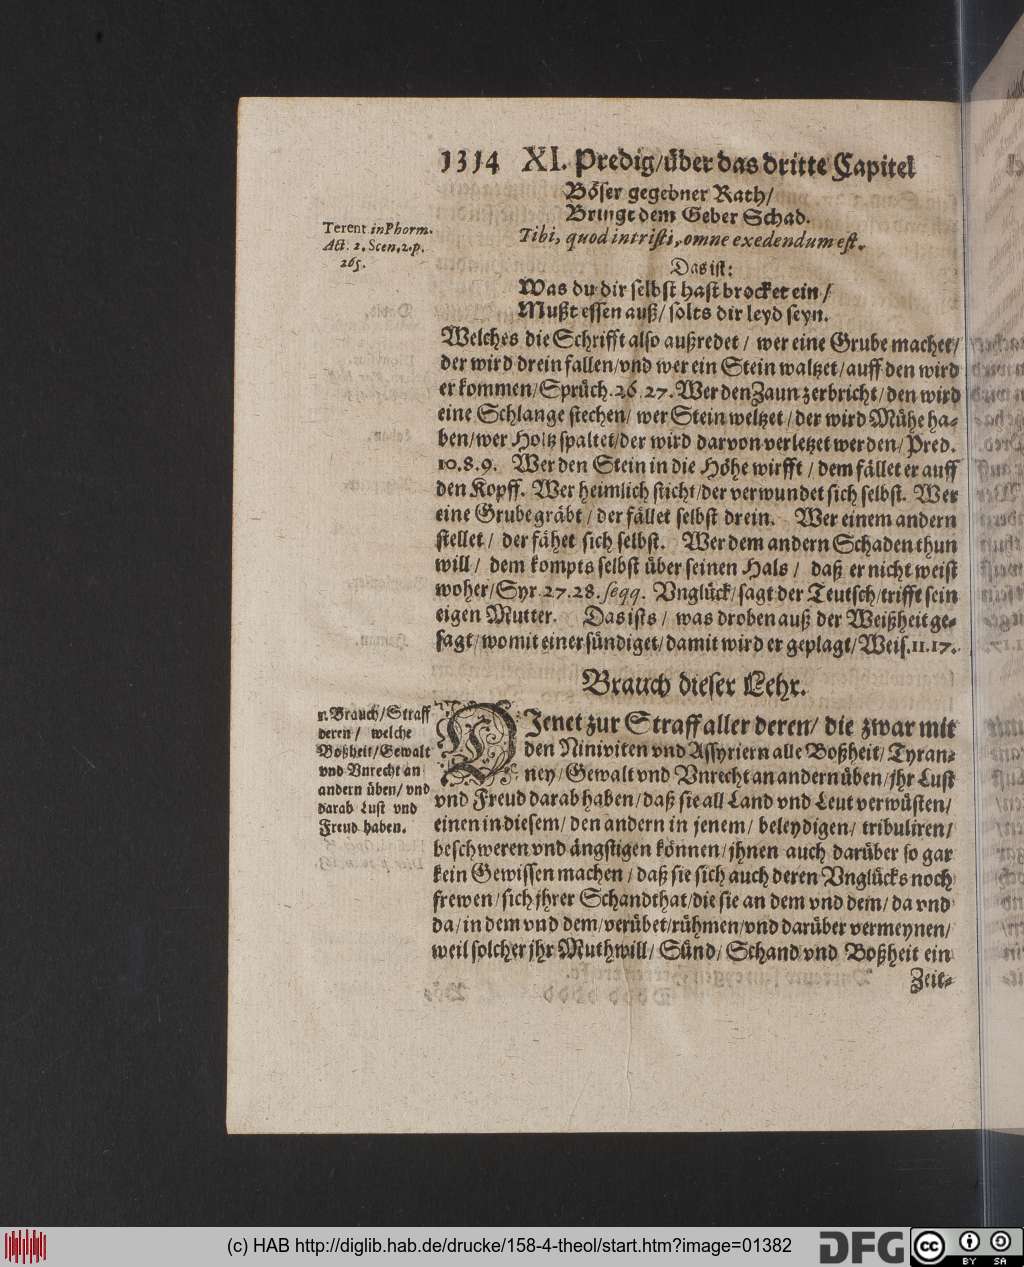 1314 XI. Predig/über das dritte Capitel
Böser gegebner Rath/
Bringt dem Geber Schad.
Terent in Phorm.
Act. 2. Scen. 2. p.
265.
Tibi, quod intristi, omne exedendum est.
Das ist:
Was du dir selbst hast brocket ein/
Mußt essen auß/ solts dir leyd seyn.
Welches die Schrifft also außredet / wer eine Grube machet/
der wird drein fallen/vnd wer ein Stein waltzet/auff den wird
er kommen/Sprüch. 26. 27. Wer den Zaun zerbricht/ den wird
eine Schlange stechen/ wer Stein weltzet/der wird Mühe ha-
ben/wer Holtz spaltet/der wird darvon verletzet werden/ Pred.
10.8.9. Wer den Stein in die Höhe wirfft / dem fället er auff
den Kopff. Wer heimlich sticht/der verwundet sich selbst. Wer
eine Grube gräbt/ der fället selbst drein. Wer einem andern
stellet/ der fähet sich selbst. Wer dem andern Schaden thun
will/ dem kompts selbst über seinen Hals/ daß er nicht weist
woher/Syr. 27. 28. seqq. Vnglück/sagt der Teutsch/trifft sein
eigen Mutter. Das ists/ was droben auß der Weißheit ge-
sagt/womit einer sündiget/damit wird er geplagt/Weis. 11. 17.
Brauch dieser Lehr.
1. Brauch/Straff
deren/ welche
Boßheit/Gewalt
vnd Vnrecht an
andern üben/ vnd
darab Lust vnd
Freud haben.
DJenet zur Straff aller deren/ die zwar mit
den Niniviten vnd Assyriern alle Boßheit/ Tyran-
ney/Gewalt vnd Vnrecht an andern üben/jhr Lust
vnd Freud darab haben/daß sie all Land vnd Leut verwüsten/
einen in diesem/ den andern in jenem/ beleydigen/ tribuliren/
beschweren vnd ängstigen können/jhnen auch darüber so gar
kein Gewissen machen/daß sie sich auch deren Vnglücks noch
frewen/sich jhrer Schandthat/die sie an dem vnd dem/ da vnd
da/in dem vnd dem/verübet/rühmen/vnd darüber vermeynen/
weil solcher jhr Muthwill/ Sünd/ Schand vnd Boßheit ein
Zeit-
(c) HAB http://diglib.hab.de/drucke/158-4-theol/start.htm?image=01382
DFG
cc
BY SA